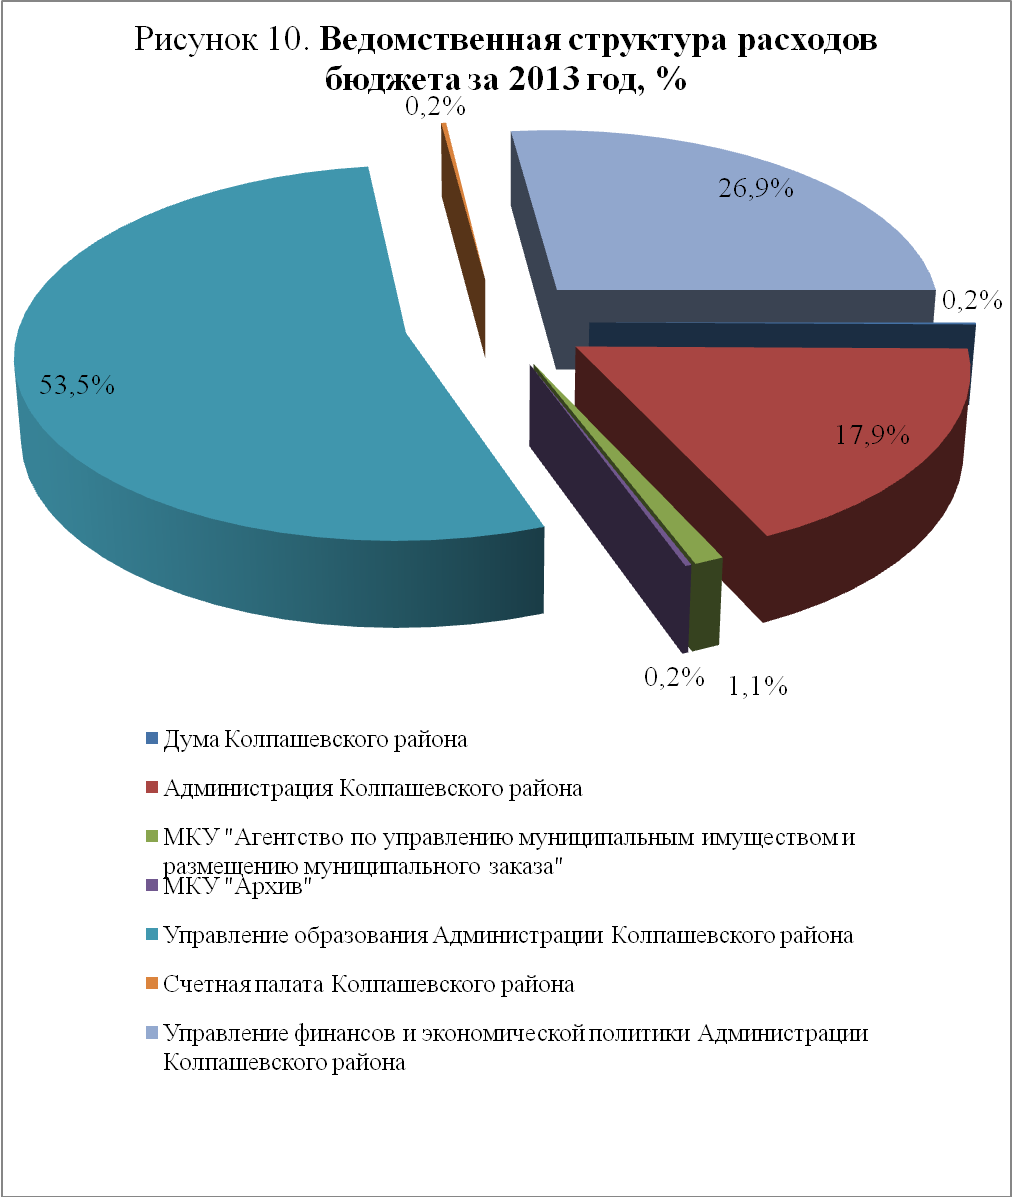 Рисунок 10. Ведомственная структура расходов
бюджета за 2013 год, %
0,2%
26,9%
0,2%
53,5%
17,9%
0,2%
1,1%
Дума Колпашевского района
Администрация Колпашевского района
МКУ "Агентство по управлению муниципальным имуществом и
размещению муниципального заказа"
МКУ "Архив"
Управление образования Администрации Колпашевского района
Счетная палата Колпашевского района
Управление финансов и экономической политики Администрации
Колпашевского района